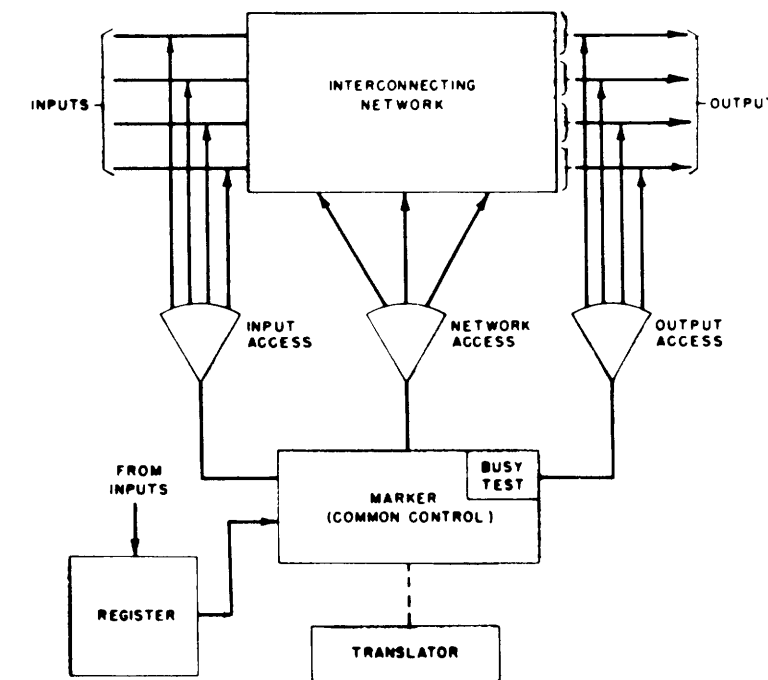 INTERCONNECTING
NETWORK
INPUTS
OUTPUT
INPUT
ACCESS
NETWORK
ACCESS
OUTPUT
ACCESS
FROM
INPUTS
BUSY
TEST
MARKER
(COMMON CONTROL)
REGISTER
TRANSLATOR